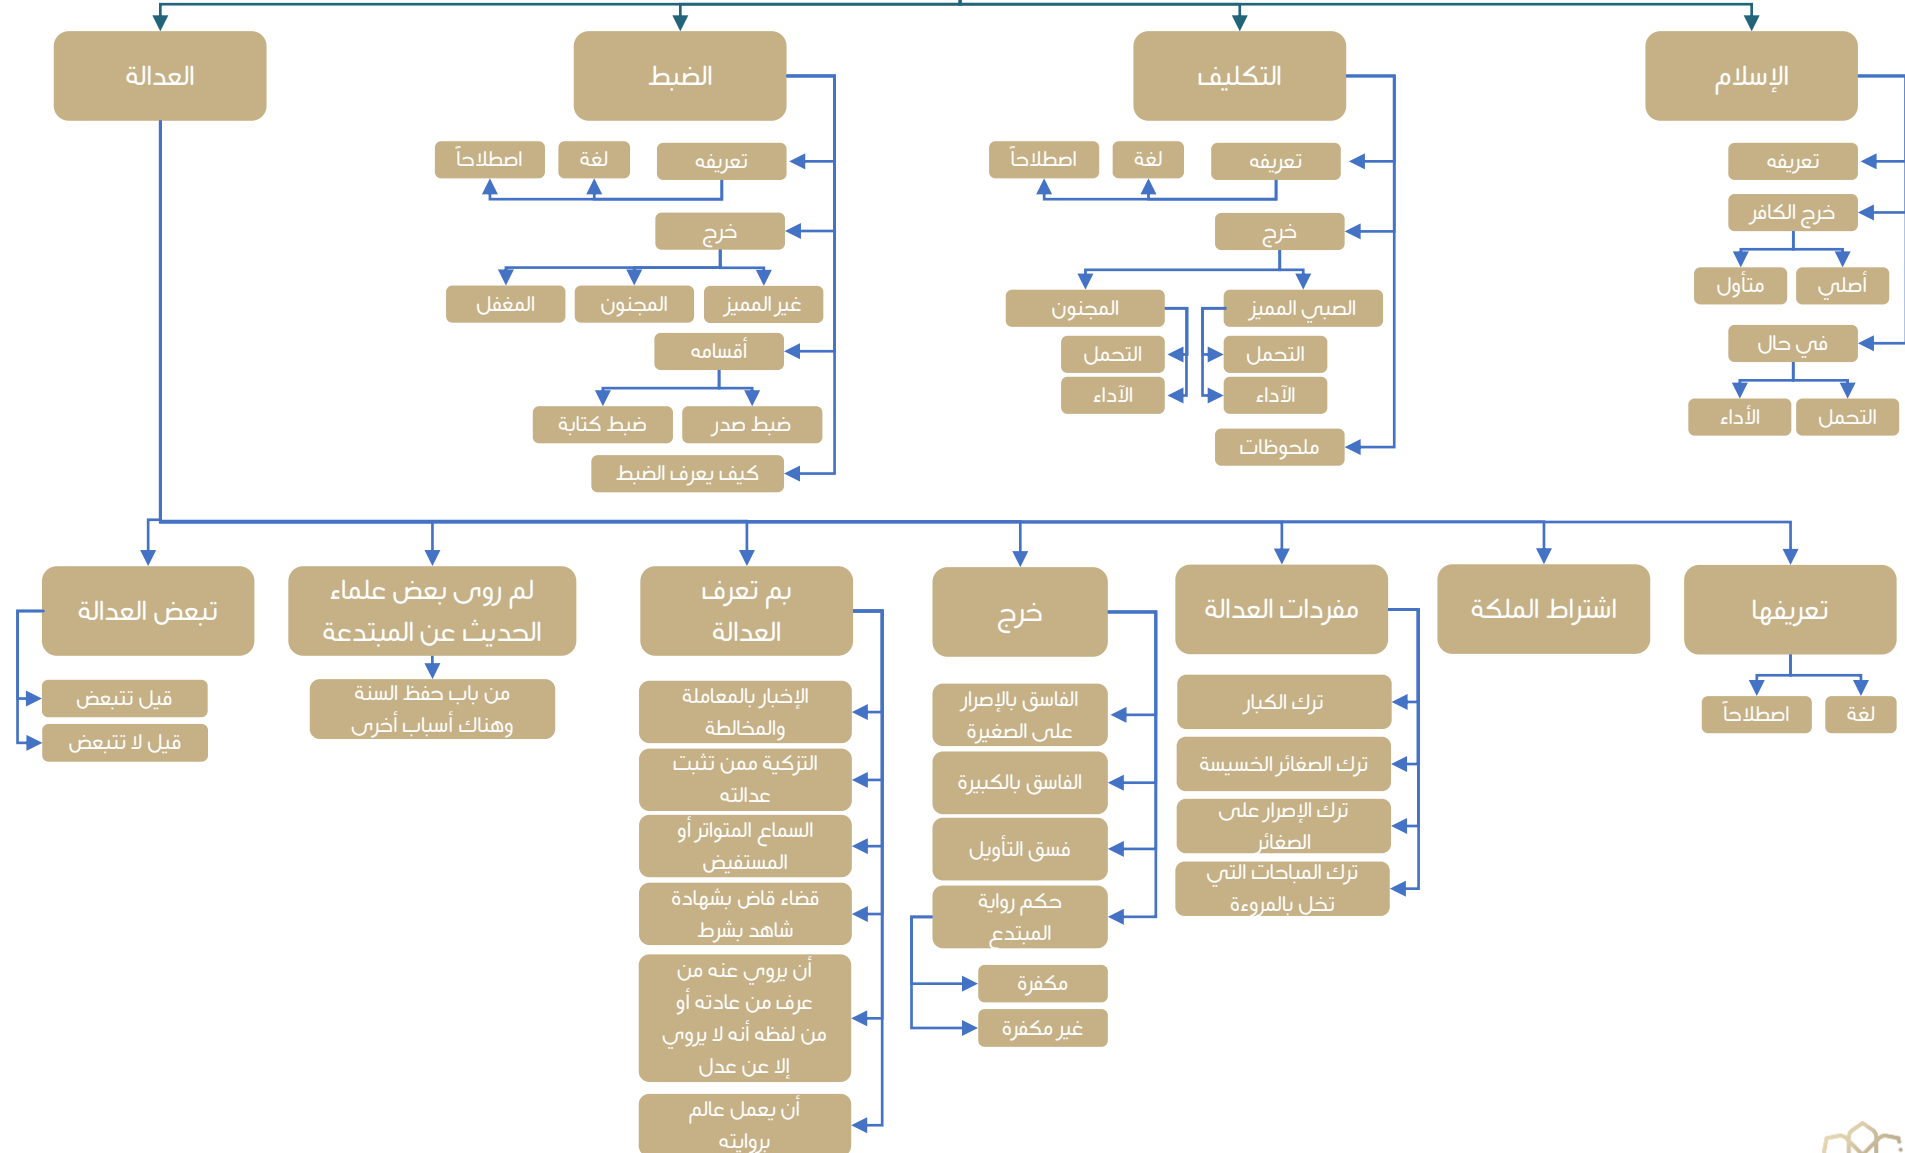 الإسلام
تعريفه
خرج الكافر
أصلي
متأول
في حال
التحمل
الأداء
التكليف
تعريفه
لغة
اصطلاحاً
خرج
الصبي المميز
التحمل
الآداء
المجنون
التحمل
الآداء
ملحوظات
الضبط
تعريفه
لغة
اصطلاحاً
خرج
غير المميز
المجنون
المغفل
أقسامه
ضبط صدر
ضبط كتابة
كيف يعرف الضبط
العدالة
تعريفها
لغة
اصطلاحاً
اشتراط الملكة
مفردات العدالة
ترك الكبار
ترك الصغائر الخسيسة
ترك الإصرار على
الصغائر
ترك المباحات التي
تخل بالمروءة
خرج
الفاسق بالإصرار
على الصغيرة
الفاسق بالكبيرة
فسق التأويل
حكم رواية
المبتدع
مكفرة
غير مكفرة
بم تعرف
العدالة
الإخبار بالمعاملة
والمخالطة
التزكية ممن تثبت
عدالته
السماع المتواتر أو
المستفيض
قضاء قاض بشهادة
شاهد بشرط
أن يروي عنه من
عرف من عادته أو
من لفظه أنه لا يروي
إلا عن عدل
أن يعمل عالم
بروايته
لم روى بعض علماء
الحديث عن المبتدعة
من باب حفظ السنة
وهناك أسباب أخرى
تبعض العدالة
قيل تتبعض
قيل لا تتبعض